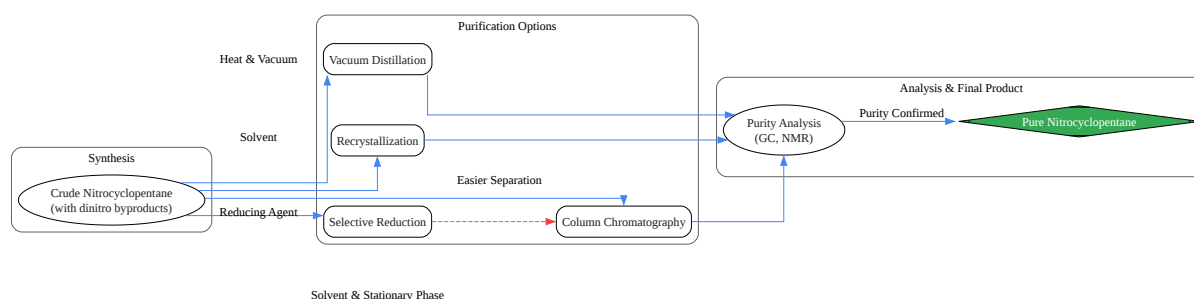 Purification Options
Heat & Vacuum
Vacuum Distillation
Analysis & Final Product
Purity Confirmed
Purity Analysis
(GC, NMR)
Pure Nitrocyclopentane
Solvent
Recrystallization
Synthesis
Easier Separation
Crude Nitrocyclopentane
(with dinitro byproducts)
Reducing Agent
Selective Reduction
Column Chromatography
Solvent & Stationary Phase